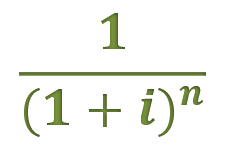 1
(1 + i)ⁿ